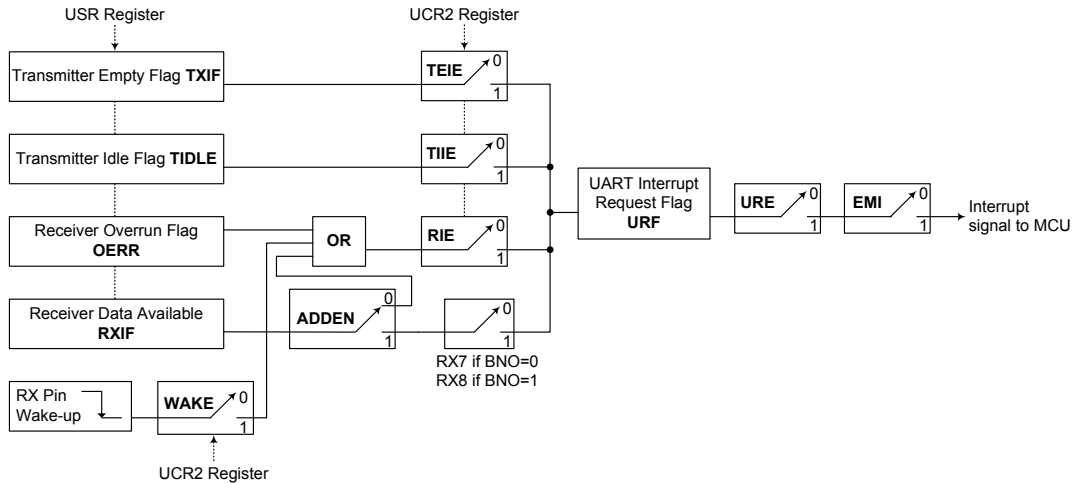 USR Register
UCR2 Register
Transmitter Empty Flag TXIF
TEIE
0
1
Transmitter Idle Flag TIDLE
TIIE
0
1
UART Interrupt
Request Flag
URF
URE
0
1
EMI
0
1
Interrupt
signal to MCU
Receiver Overrun Flag
OERR
OR
RIE
0
1
Receiver Data Available
RXIF
ADDEN
0
1
0
1
RX7 if BNO=0
RX8 if BNO=1
RX Pin
Wake-up
WAKE
0
1
UCR2 Register